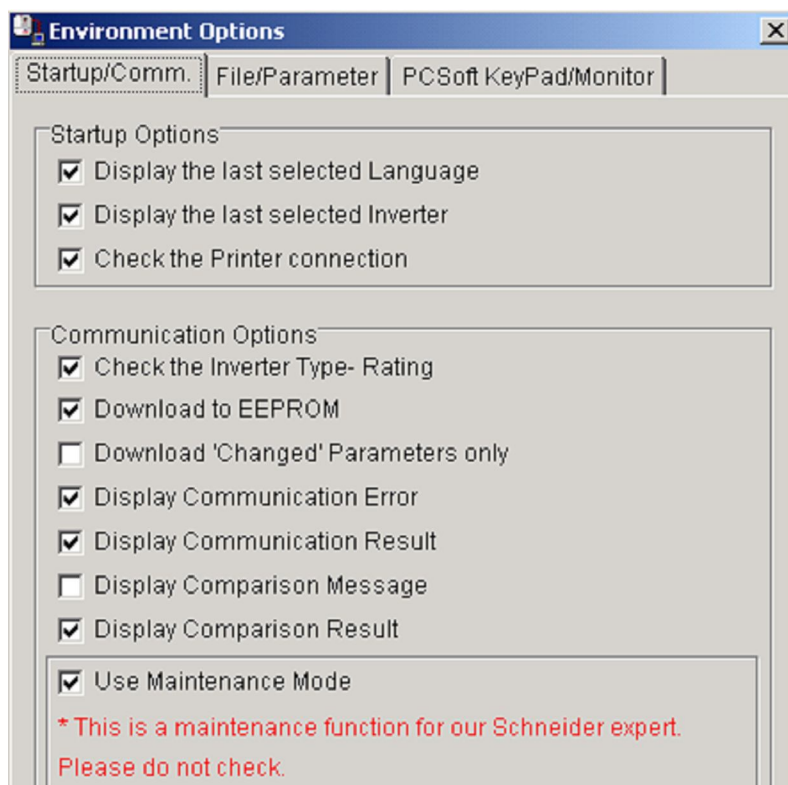 Environment Options
Startup/Comm. File/Parameter PCSoft KeyPad/Monitor
Startup Options
Display the last selected Language
Display the last selected Inverter
Check the Printer connection
Communication Options
Check the Inverter Type- Rating
Download to EEPROM
Download 'Changed' Parameters only
Display Communication Error
Display Communication Result
Display Comparison Message
Display Comparison Result
Use Maintenance Mode
* This is a maintenance function for our Schneider expert.
Please do not check.